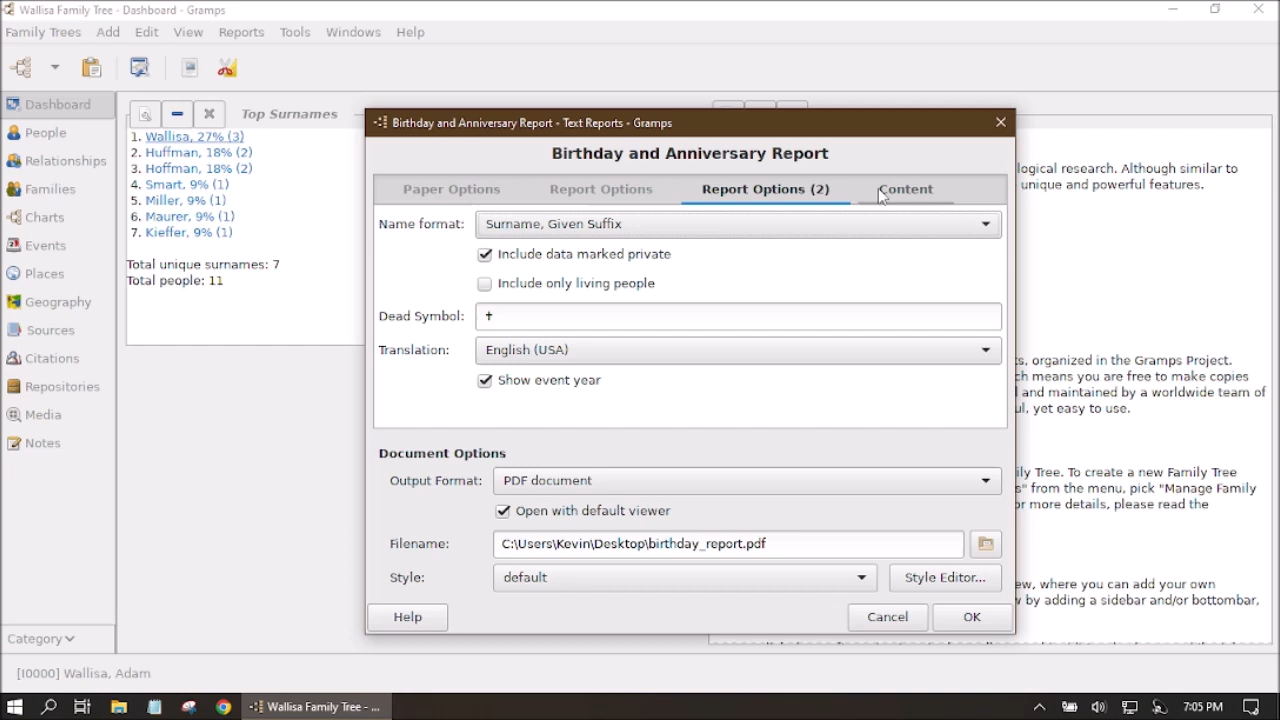 Wallisa Family Tree - Dashboard - Gramps
Family Trees Add Edit View Reports Tools Windows Help
Dashboard
People
Relationships
Families
Charts
Events
Places
Geography
Sources
Citations
Repositories
Media
Notes
Category
Top Surnames
1. Wallisa, 27% (3)
2. Huffman, 18% (2)
3. Hoffman, 18% (2)
4. Smart, 9% (1)
5. Miller, 9% (1)
6. Maurer, 9% (1)
7. Kieffer, 9% (1)
Total unique surnames: 7
Total people: 11
Birthday and Anniversary Report - Text Reports - Gramps
Birthday and Anniversary Report
Paper Options Report Options Report Options (2) Content
Name format: Surname, Given Suffix
Include data marked private
Include only living people
Dead Symbol: ✝
Translation: English (USA)
Show event year
Document Options
Output Format: PDF document
Open with default viewer
Filename: C:\Users\Kevin\Desktop\birthday_report.pdf
Style: default Style Editor...
Help Cancel OK
logical research. Although similar to
unique and powerful features.
s, organized in the Gramps Project.
ch means you are free to make copies
and maintained by a worldwide team of
ul, yet easy to use.
ily Tree. To create a new Family Tree
s" from the menu, pick "Manage Family
or more details, please read the
ew, where you can add your own
w by adding a sidebar and/or bottombar,
[I0000] Wallisa, Adam
Wallisa Family Tree - ...
7:05 PM